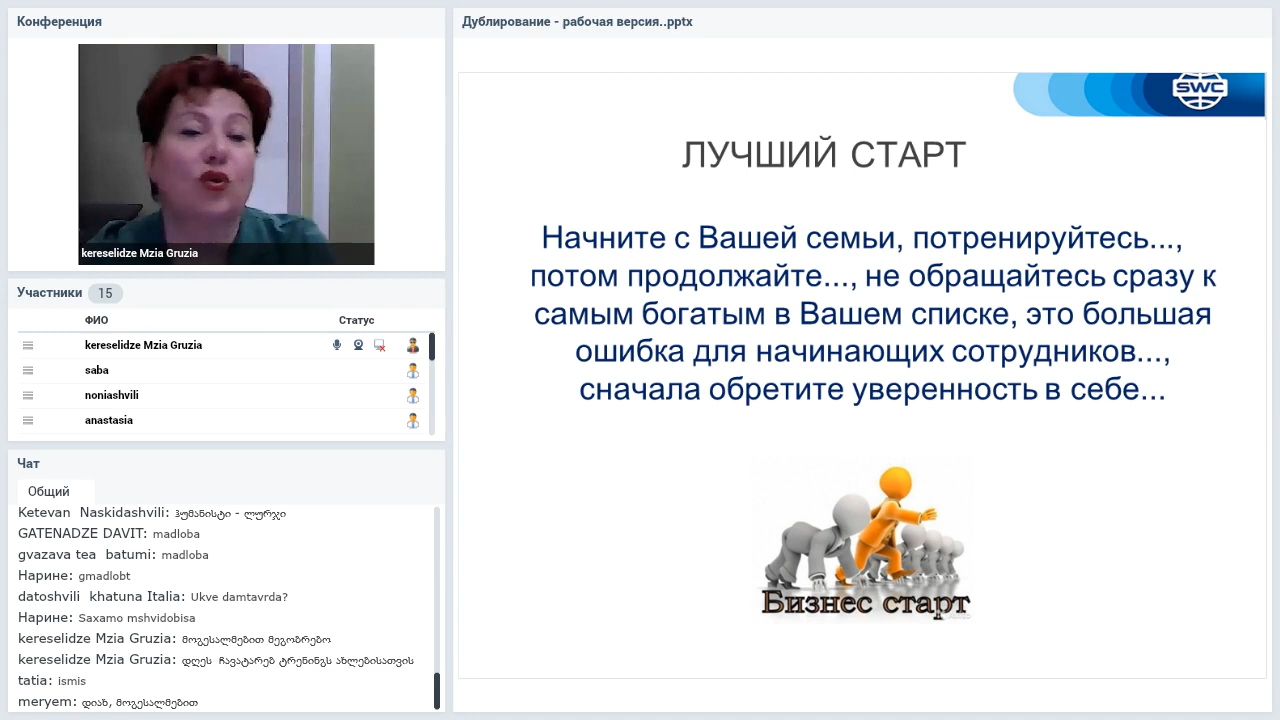 Конференция
kereselidze Mzia Gruzia
Участники 15
ФИО Статус
kereselidze Mzia Gruzia
saba
noniashvili
anastasia
Чат
Общий
Ketevan Naskidashvili: ჰუმანისტი - ლურჯი
GATENADZE DAVIT: madloba
gvazava tea batumi: madloba
Нарине: gmadlobt
datoshvili khatuna Italia: Ukve damtavrda?
Нарине: Saxamo mshvidobisa
kereselidze Mzia Gruzia: მოგესალმებით მეგობრებო
kereselidze Mzia Gruzia: დღეს ჩავატარებ ტრენინგს ახლებისათვის
tatia: ismis
meryem: დიახ, მოგესალმებით
Дублирование - рабочая версия..pptx
SWC
ЛУЧШИЙ СТАРТ
Начните с Вашей семьи, потренируйтесь...,
потом продолжайте..., не обращайтесь сразу к
самым богатым в Вашем списке, это большая
ошибка для начинающих сотрудников...,
сначала обретите уверенность в себе...
Бизнес старт